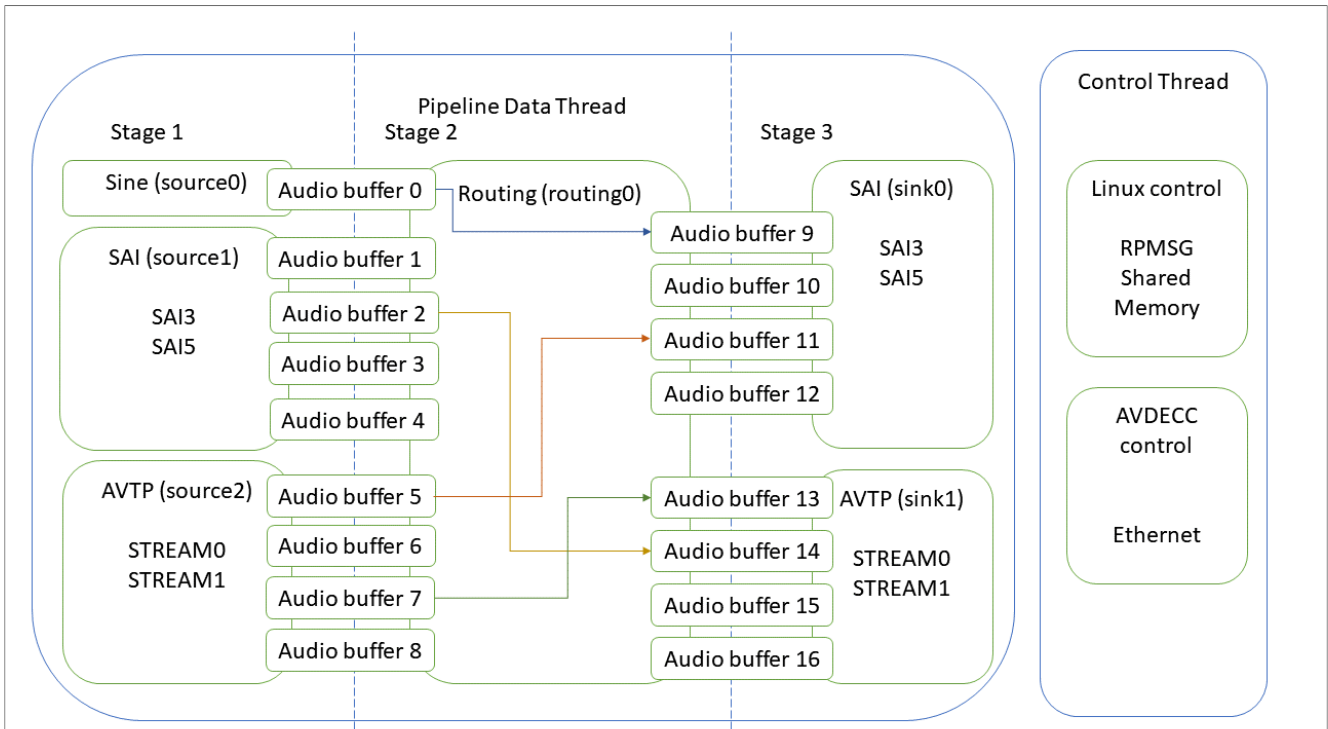 Pipeline Data Thread
Stage 1
Stage 2
Stage 3
Sine (source0)
Audio buffer 0
SAI (source1)
SAI3
SAI5
Audio buffer 1
Audio buffer 2
Audio buffer 3
Audio buffer 4
AVTP (source2)
STREAM0
STREAM1
Audio buffer 5
Audio buffer 6
Audio buffer 7
Audio buffer 8
Routing (routing0)
Audio buffer 9
Audio buffer 10
Audio buffer 11
Audio buffer 12
Audio buffer 13
Audio buffer 14
Audio buffer 15
Audio buffer 16
SAI (sink0)
SAI3
SAI5
AVTP (sink1)
STREAM0
STREAM1
Control Thread
Linux control
RPMSG
Shared
Memory
AVDECC
control
Ethernet